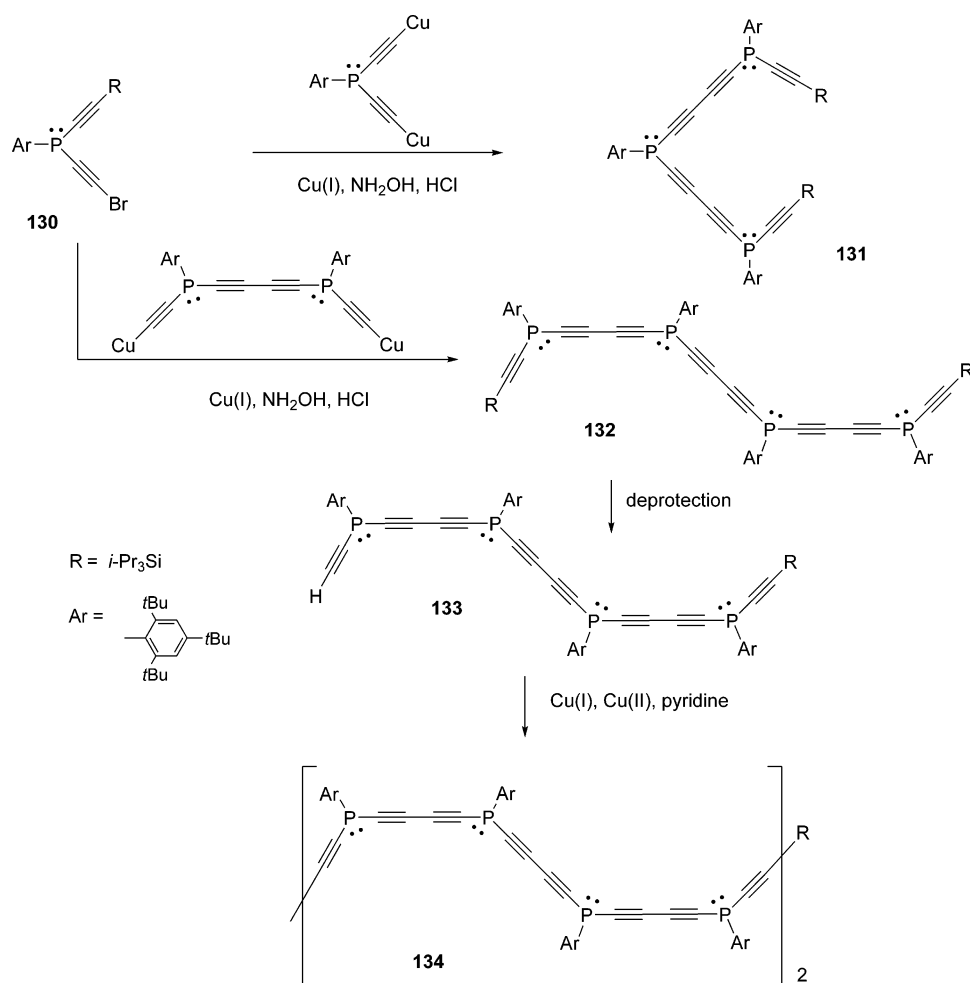 Cu
Ar
R
Ar
P
P
R
Cu
Ar
P
Br
Cu(I), NH2OH, HCl
130
Ar
P
R
P
Ar
131
Ar
Ar
P
P
Cu
Cu
Cu(I), NH2OH, HCl
Ar
Ar
P
P
R
R
P
P
Ar
Ar
132
deprotection
Ar
Ar
P
P
H
R
P
P
Ar
Ar
133
R = i-Pr3Si
Ar =
tBu
tBu
tBu
Cu(I), Cu(II), pyridine
Ar
Ar
P
P
R
P
P
Ar
Ar
134
2